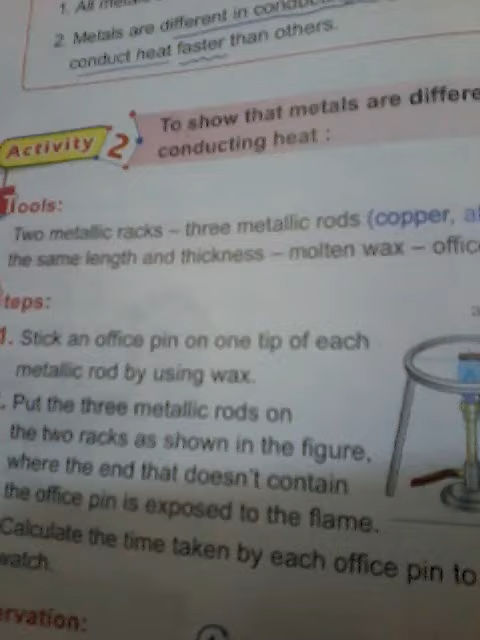 1. All
2. Metals are different in
conduct heat faster than others.
Activity 2
To show that metals are
conducting heat :
Tools:
Two metallic racks – three metallic rods (copper,
the same length and thickness – molten wax –
teps:
1. Stick an office pin on one tip of each
metallic rod by using wax.
. Put the three metallic rods on
the two racks as shown in the figure,
where the end that doesn't contain
the office pin is exposed to the flame.
Calculate the time taken by each office pin to
watch.
ervation: